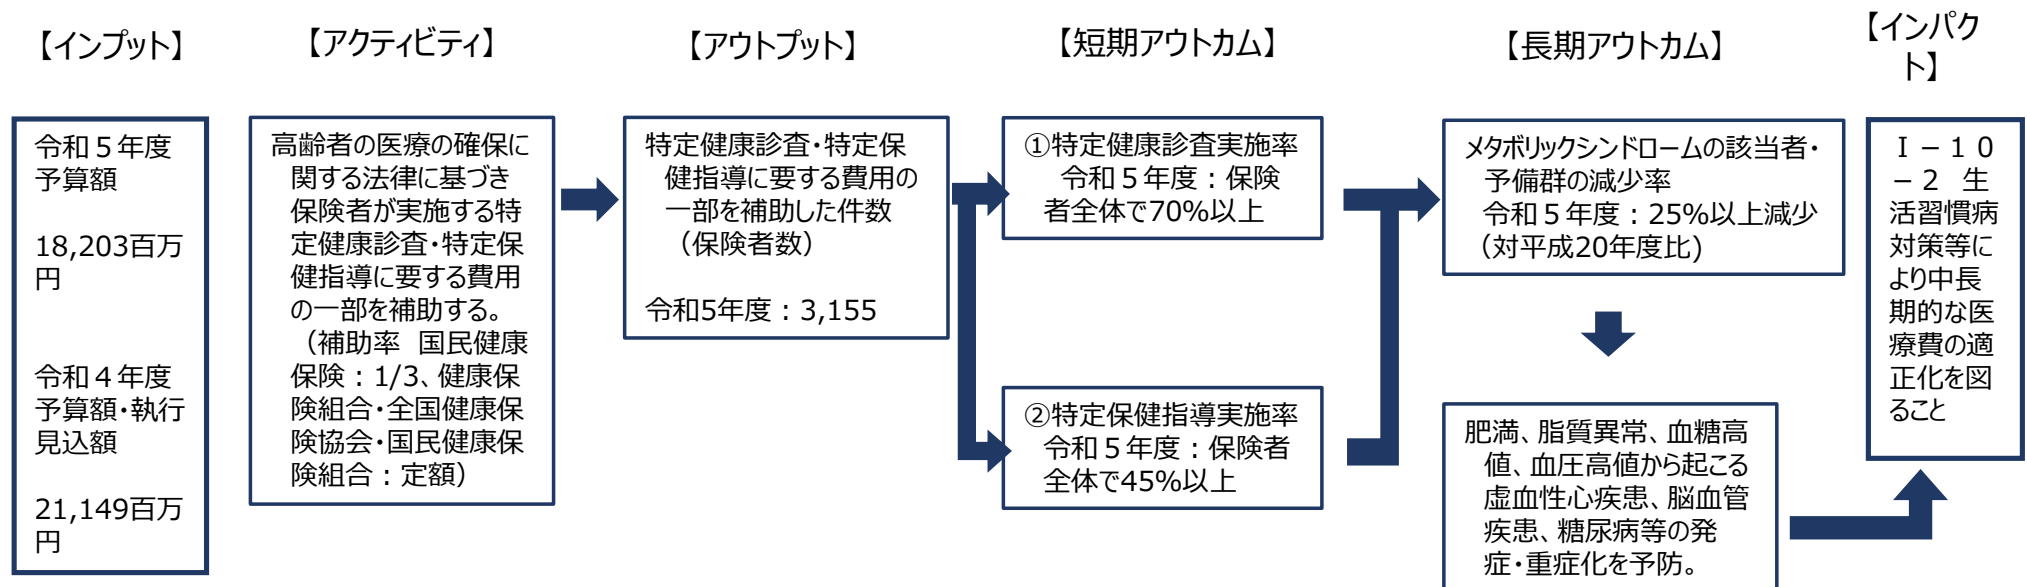 【インプット】
【アクティビティ】
【アウトプット】
【短期アウトカム】
【長期アウトカム】
【インパク
ト】
令和５年度
予算額
18,203百万
円
令和４年度
予算額・執行
見込額
21,149百万
円
高齢者の医療の確保に
関する法律に基づき
保険者が実施する特
定健康診査・特定保
健指導に要する費用
の一部を補助する。
（補助率　国民健康
保険：1/3、健康保
険組合・全国健康保
険協会・国民健康保
険組合：定額）
特定健康診査・特定保
健指導に要する費用の
一部を補助した件数
（保険者数）
令和5年度：3,155
①特定健康診査実施率
令和５年度：保険
者全体で70%以上
②特定保健指導実施率
令和５年度：保険者
全体で45%以上
メタボリックシンドロームの該当者・
予備群の減少率
令和５年度：25%以上減少
（対平成20年度比)
肥満、脂質異常、血糖高
値、血圧高値から起こる
虚血性心疾患、脳血管
疾患、糖尿病等の発
症・重症化を予防。
Ⅰ－１０
－２　生
活習慣病
対策等に
より中長
期的な医
療費の適
正化を図
ること